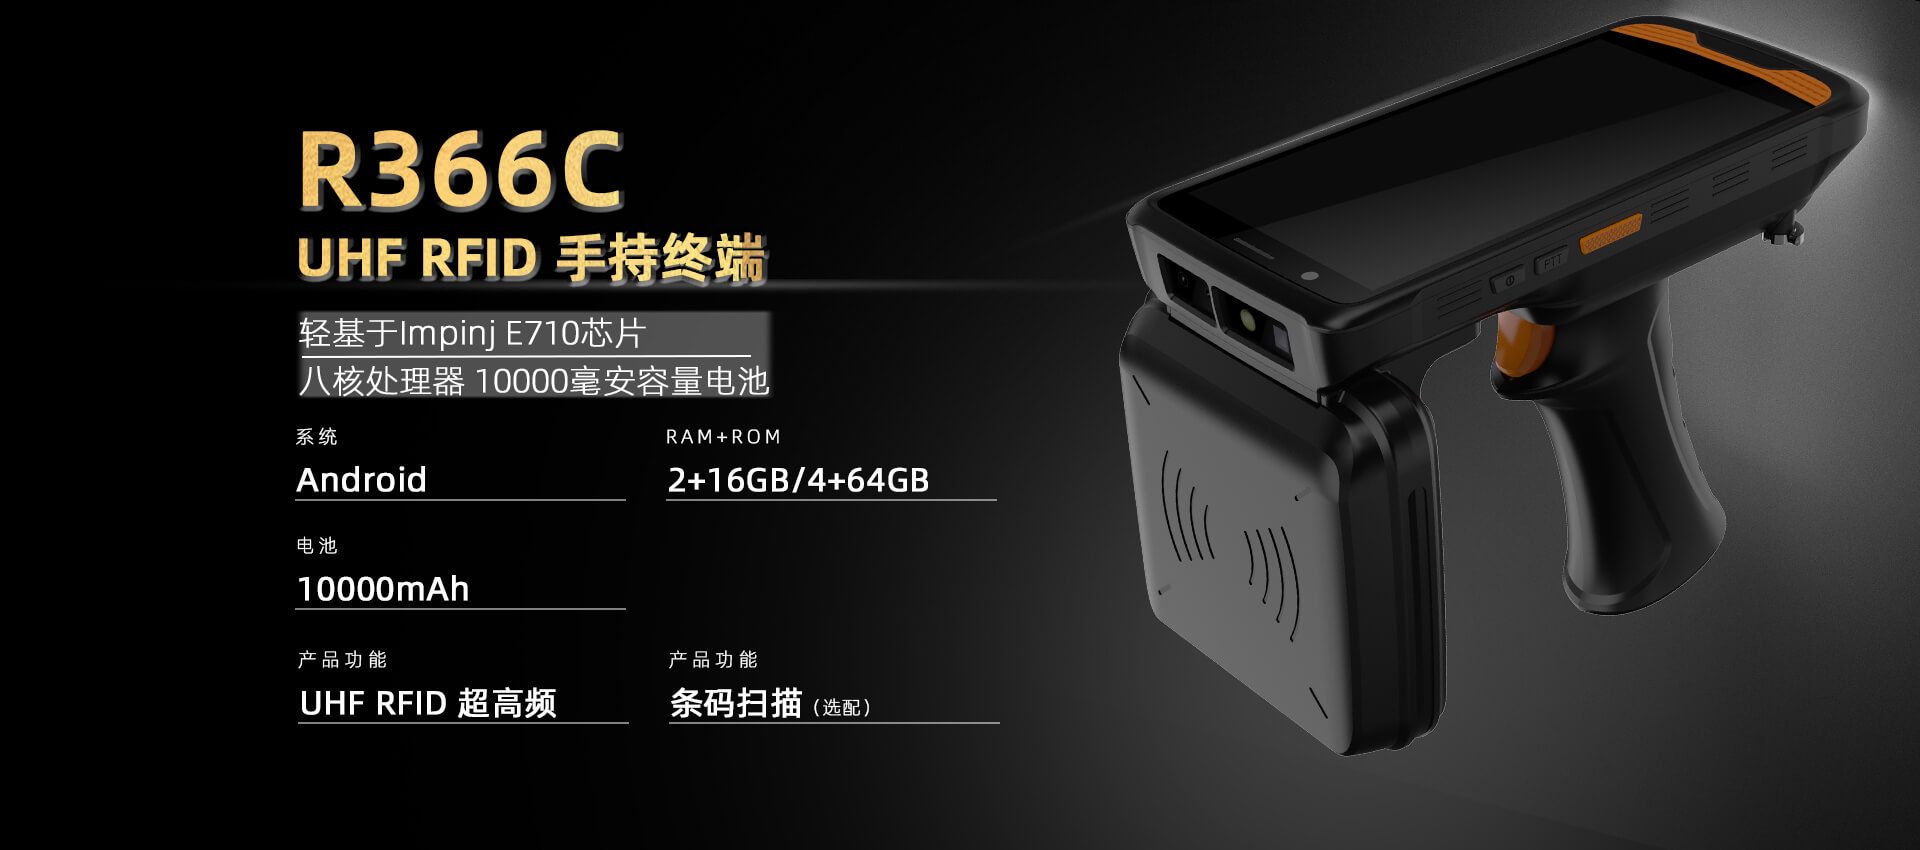 R366C
UHF RFID 手持终端
轻基于Impinj E710芯片
八核处理器 10000毫安容量电池
系统
RAM+ROM
Android
2+16GB/4+64GB
电池
10000mAh
产品功能
产品功能
UHF RFID 超高频
条码扫描（选配）
PTT